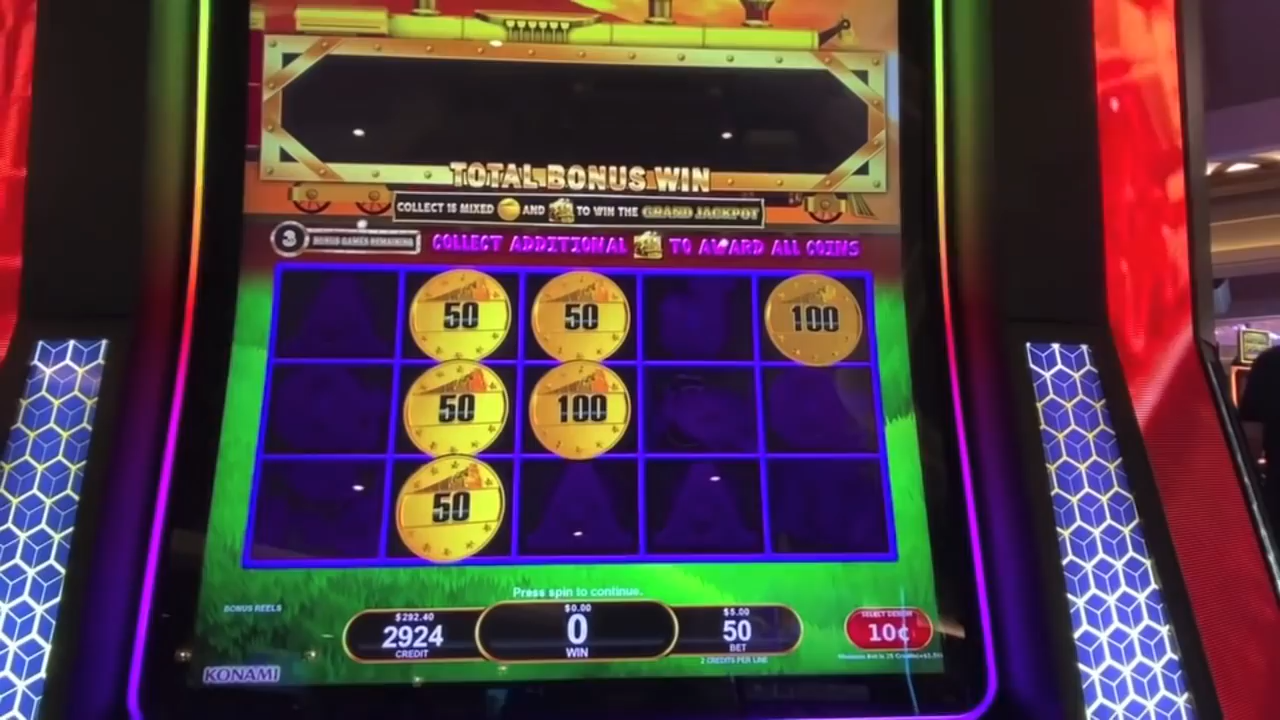 TOTAL BONUS WIN
COLLECT 15 MIXED AND TO WIN THE GRAND JACKPOT
3 BONUS GAMES REMAINING
COLLECT ADDITIONAL TO AWARD ALL COINS
50 50 100
50 100
50
Press spin to continue.
BONUS REELS
$292.40 $0.00 $5.00 SELECT DENOM
2924 0 50 10¢
CREDIT WIN BET
2 CREDITS PER LINE
KONAMI